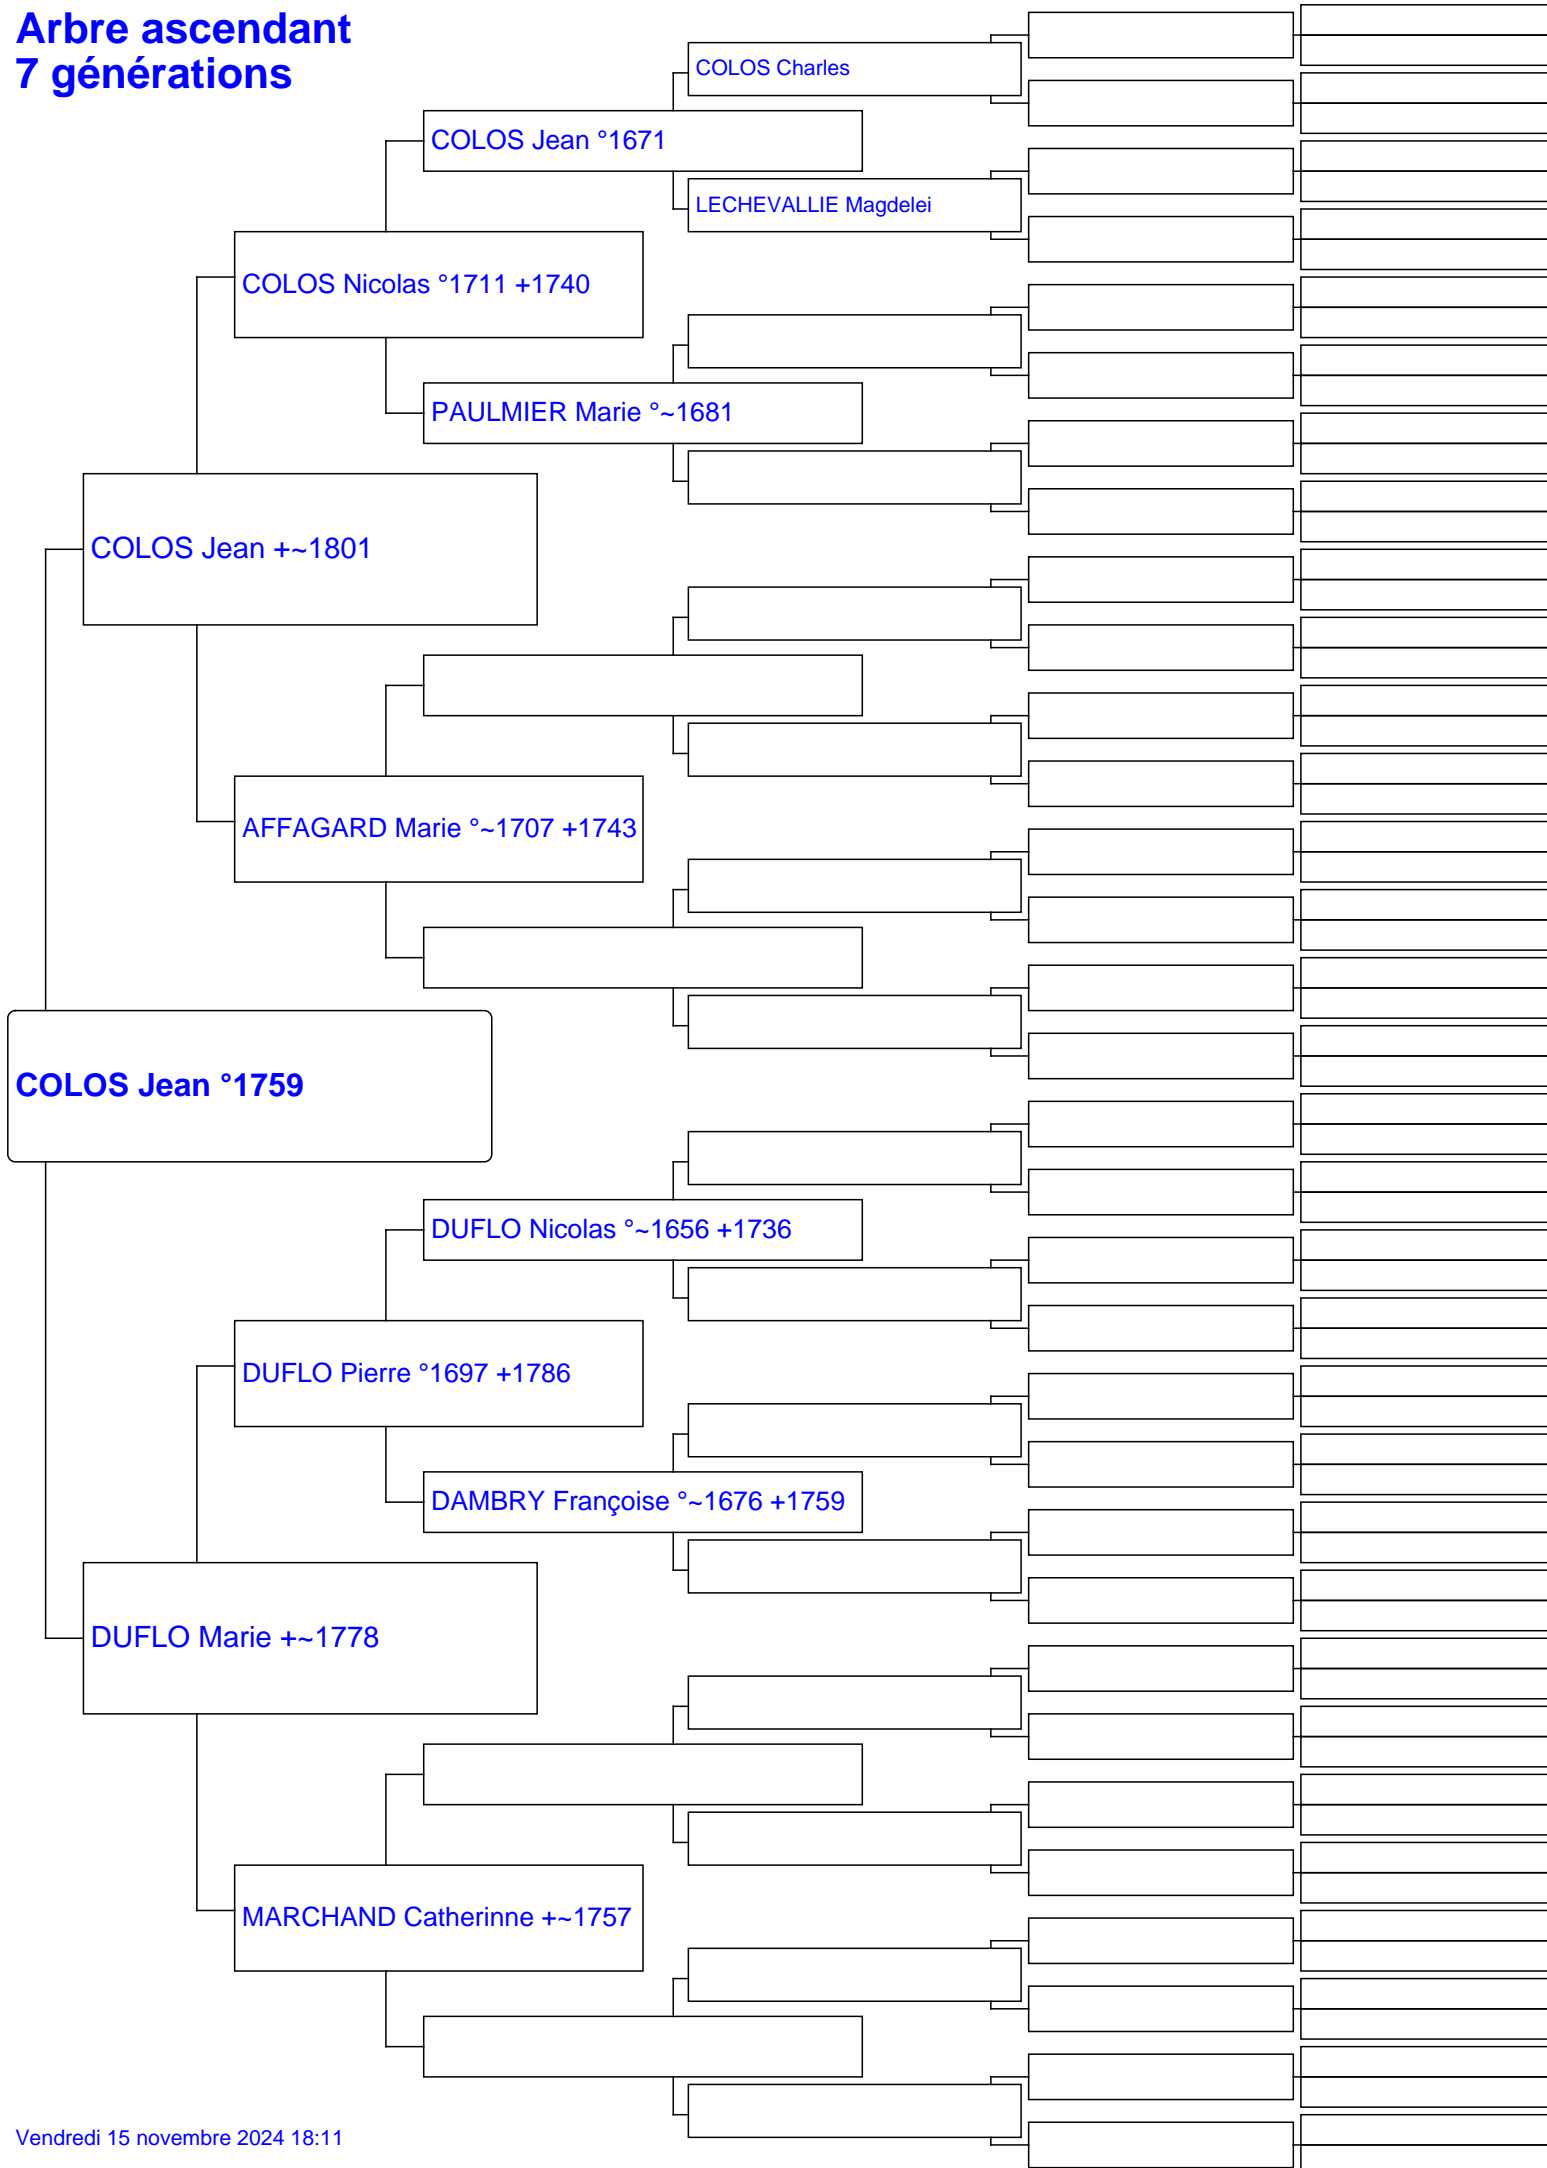 Arbre ascendant
7 générations
COLOS Charles
COLOS Jean °1671
LECHEVALLIE Magdelei
COLOS Nicolas °1711 +1740
PAULMIER Marie °~1681
COLOS Jean +~1801
AFFAGARD Marie °~1707 +1743
COLOS Jean °1759
DUFLO Nicolas °~1656 +1736
DUFLO Pierre °1697 +1786
DAMBRY Françoise °~1676 +1759
DUFLO Marie +~1778
MARCHAND Catherinne +~1757
Vendredi 15 novembre 2024 18:11